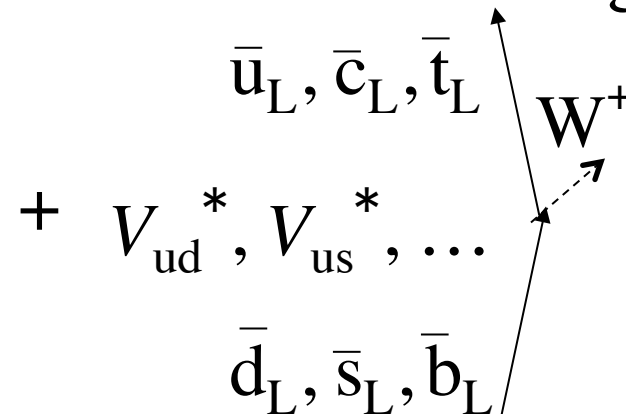 ū_L, c̄_L, t̄_L
W⁺
+ V_ud*, V_us*, …
d̄_L, s̄_L, b̄_L